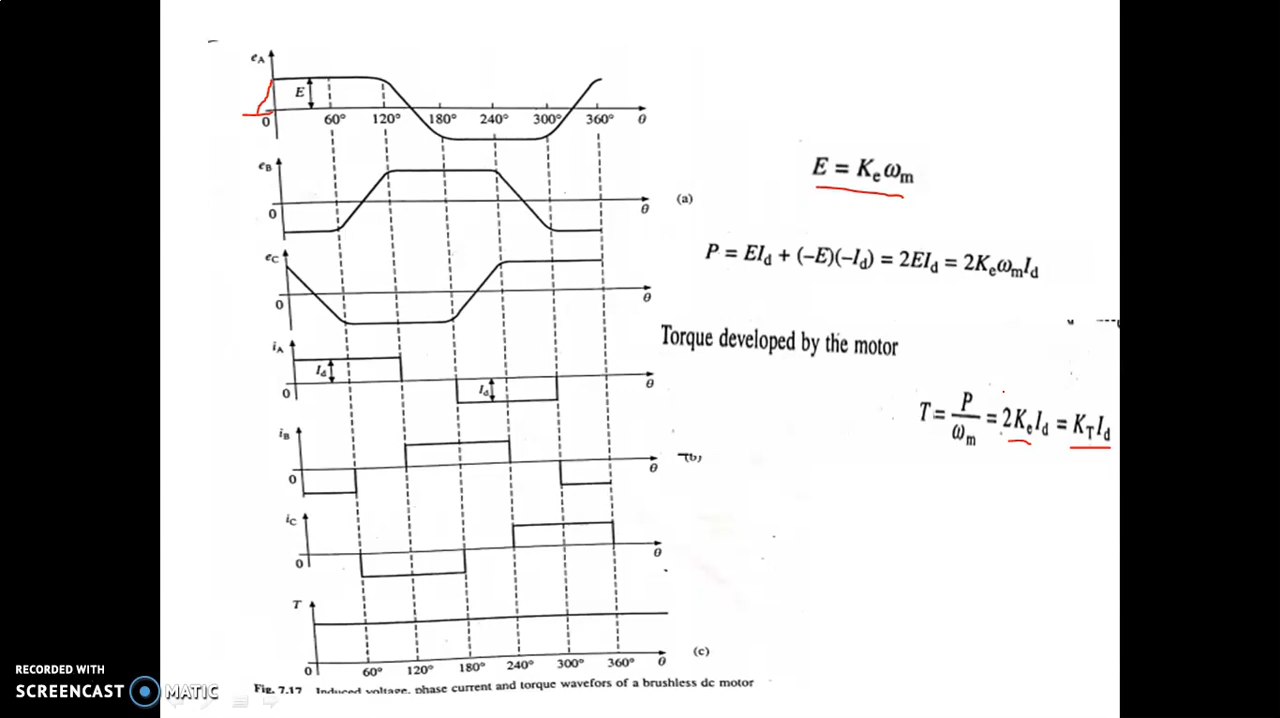 eA
E
0 60° 120° 180° 240° 300° 360° θ
E = Keωm
eB
0 θ
(a)
P = EId + (–E)(–Id) = 2EId = 2KeωmId
eC
0 θ
Torque developed by the motor
iA
Id
Id
0 θ
T = P/ωm = 2KeId = KTId
iB
0 θ
(b)
iC
0 θ
T
0 60° 120° 180° 240° 300° 360° θ
(c)
Fig. 7.17 Induced voltage, phase current and torque wavefors of a brushless dc motor
RECORDED WITH
SCREENCAST MATIC